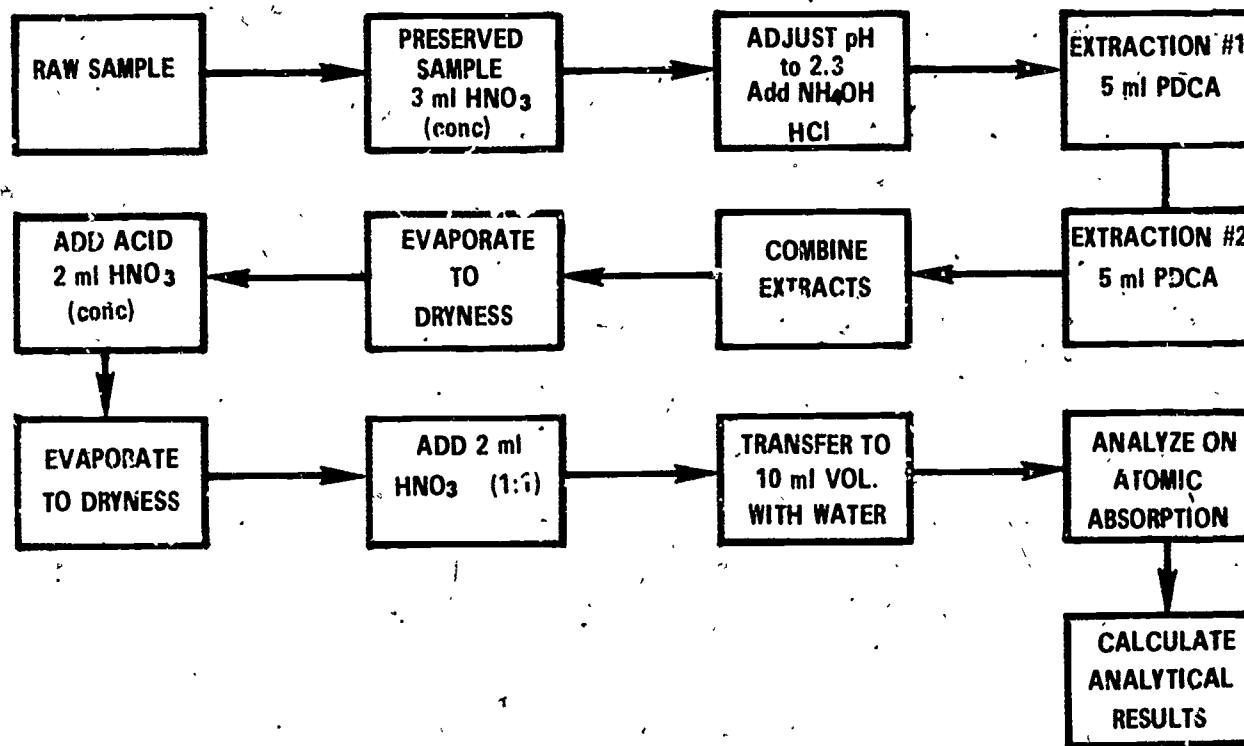 RAW SAMPLE
PRESERVED
SAMPLE
3 ml HNO3
(conc)
ADJUST pH
to 2.3
Add NH4OH
HCl
EXTRACTION #1
5 ml PDCA
EXTRACTION #2
5 ml PDCA
COMBINE
EXTRACTS
EVAPORATE
TO
DRYNESS
ADD ACID
2 ml HNO3
(conc)
EVAPORATE
TO DRYNESS
ADD 2 ml
HNO3 (1:1)
TRANSFER TO
10 ml VOL.
WITH WATER
ANALYZE ON
ATOMIC
ABSORPTION
CALCULATE
ANALYTICAL
RESULTS